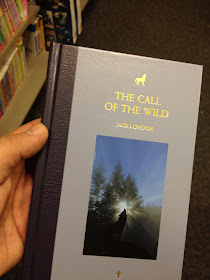 THE CALL
OF THE WILD
JACK LONDON